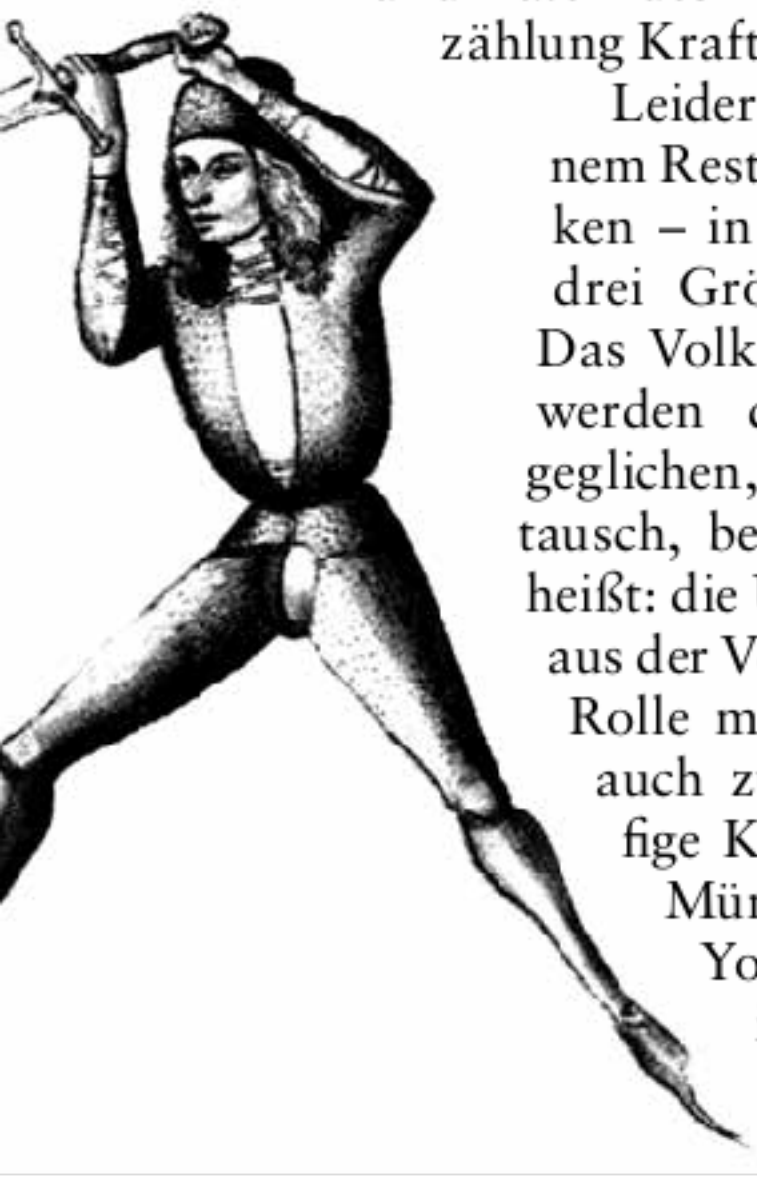 zählung Kraft
Leider
nem Rest
ken – in
drei Grö
Das Volk
werden
geglichen,
tausch, be
heißt: die
aus der V
Rolle m
auch z
fige K
Mün
Yo